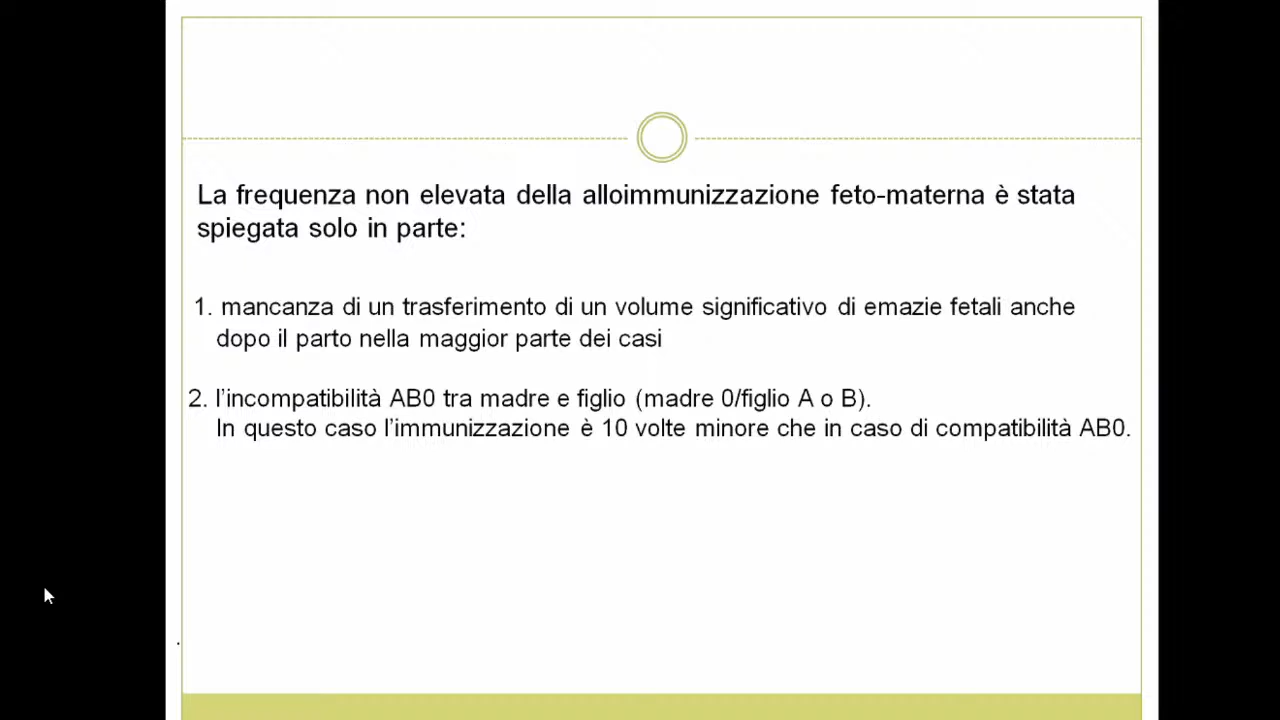 La frequenza non elevata della alloimmunizzazione feto-materna è stata
spiegata solo in parte:
1. mancanza di un trasferimento di un volume significativo di emazie fetali anche
dopo il parto nella maggior parte dei casi
2. l’incompatibilità AB0 tra madre e figlio (madre 0/figlio A o B).
In questo caso l’immunizzazione è 10 volte minore che in caso di compatibilità AB0.
.